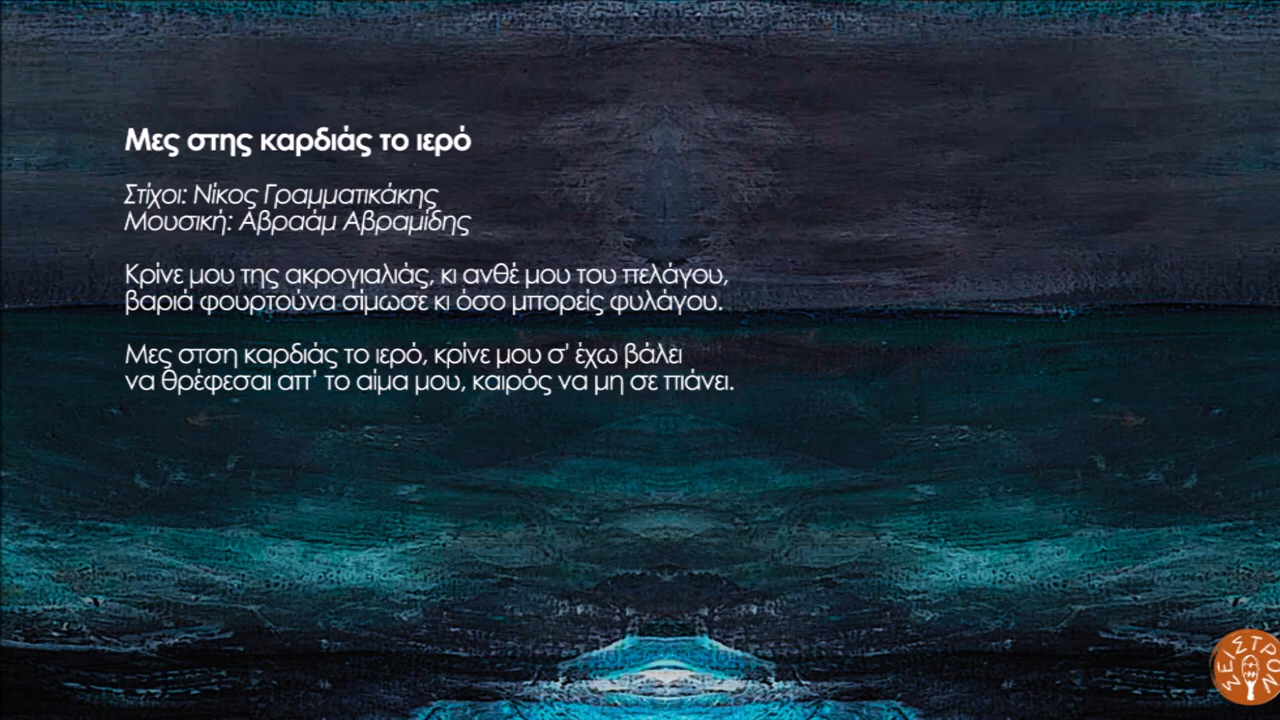 Μες στης καρδιάς το ιερό
Στίχοι: Νίκος Γραμματικάκης
Μουσική: Αβραάμ Αβραμίδης
Κρίνε μου της ακρογιαλιάς, κι ανθέ μου του πελάγου,
βαριά φουρτούνα σίμωσε κι όσο μπορείς φυλάγου.
Μες στση καρδιάς το ιερό, κρίνε μου σ' έχω βάλει
να θρέφεσαι απ’ το αίμα μου, καιρός να μη σε πιάνει.
ΣΕΙΣΤΡΟΝ